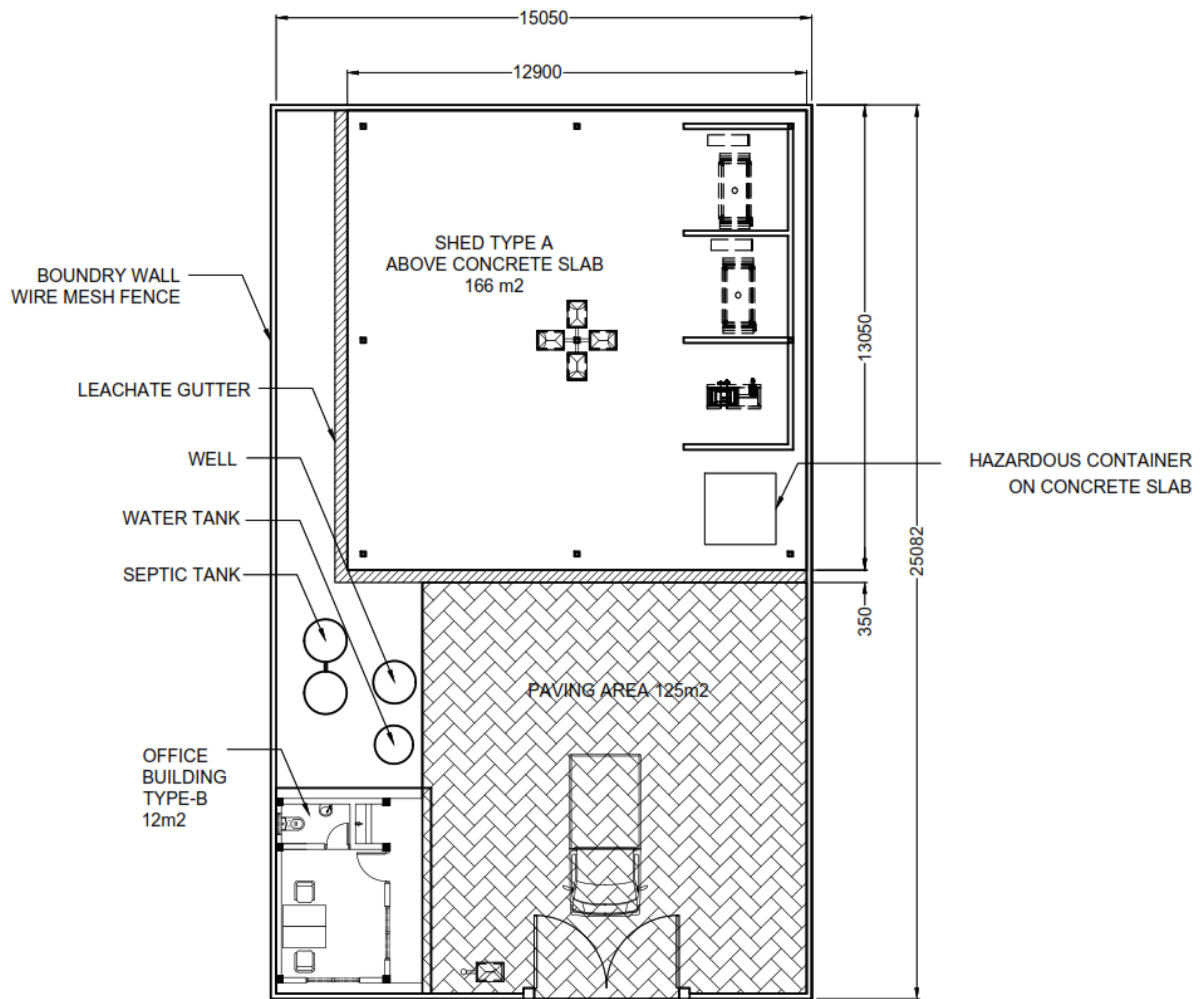 15050
12900
SHED TYPE A
ABOVE CONCRETE SLAB
166 m2
BOUNDRY WALL
WIRE MESH FENCE
13050
25082
LEACHATE GUTTER
WELL
HAZARDOUS CONTAINER
ON CONCRETE SLAB
WATER TANK
SEPTIC TANK
350
PAVING AREA 125m2
OFFICE
BUILDING
TYPE-B
12m2